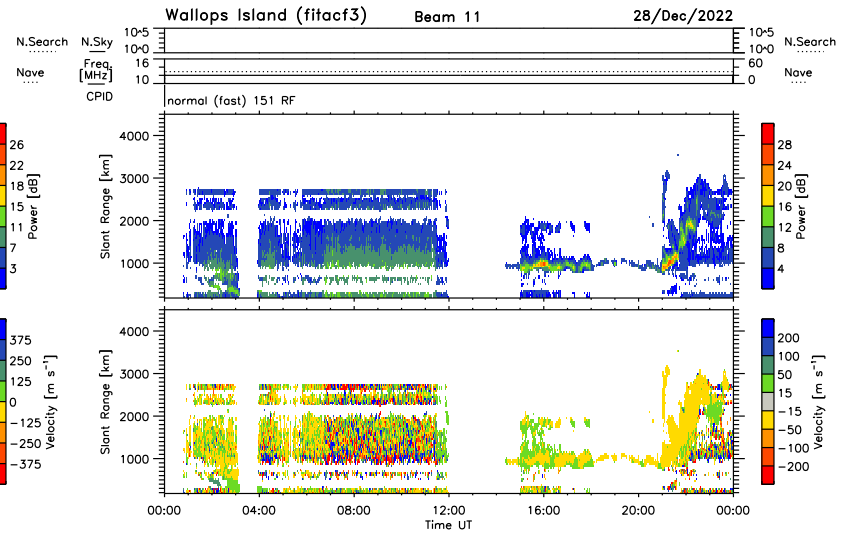 Wallops Island (fitacf3) Beam 11 28/Dec/2022
N.Search N.Sky 10^5 10^0 10^5 10^0 N.Search
Nave Freq. [MHz] 16 10 60 0 Nave
CPID normal (fast) 151 RF
26 22 18 15 11 7 3
Power [dB]
4000 3000 2000 1000
Slant Range [km]
28 24 20 16 12 8 4
Power [dB]
375 250 125 0 −125 −250 −375
Velocity [m s⁻¹]
4000 3000 2000 1000
Slant Range [km]
200 100 50 15 −15 −50 −100 −200
Velocity [m s⁻¹]
00:00 04:00 08:00 12:00 16:00 20:00 00:00
Time UT